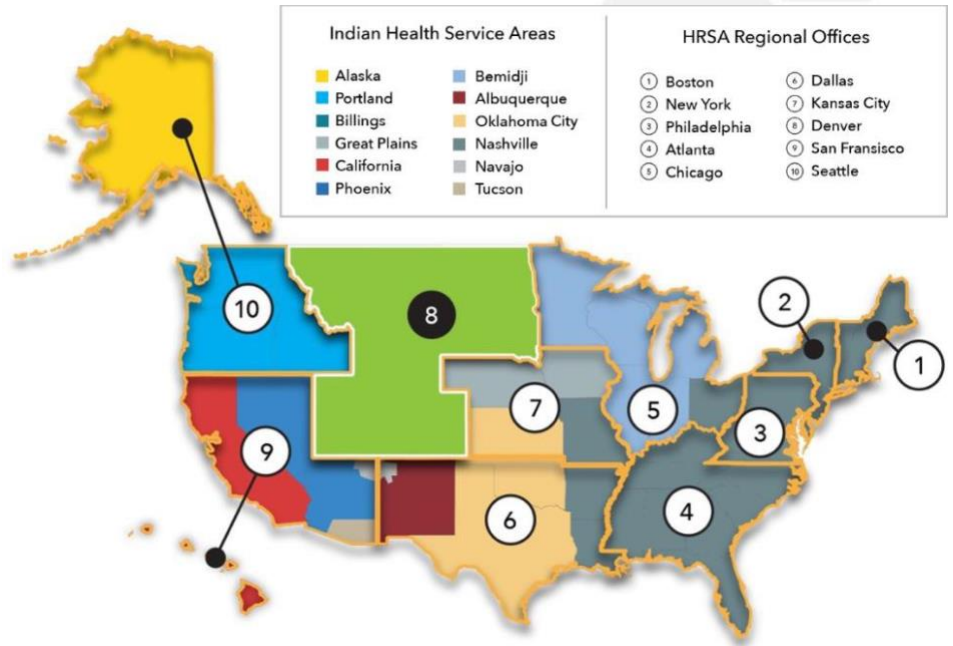 Indian Health Service Areas
Alaska
Portland
Billings
Great Plains
California
Phoenix
Bemidji
Albuquerque
Oklahoma City
Nashville
Navajo
Tucson
HRSA Regional Offices
1 Boston
2 New York
3 Philadelphia
4 Atlanta
5 Chicago
6 Dallas
7 Kansas City
8 Denver
9 San Fransisco
10 Seattle
10
8
2
1
7
5
3
9
6
4